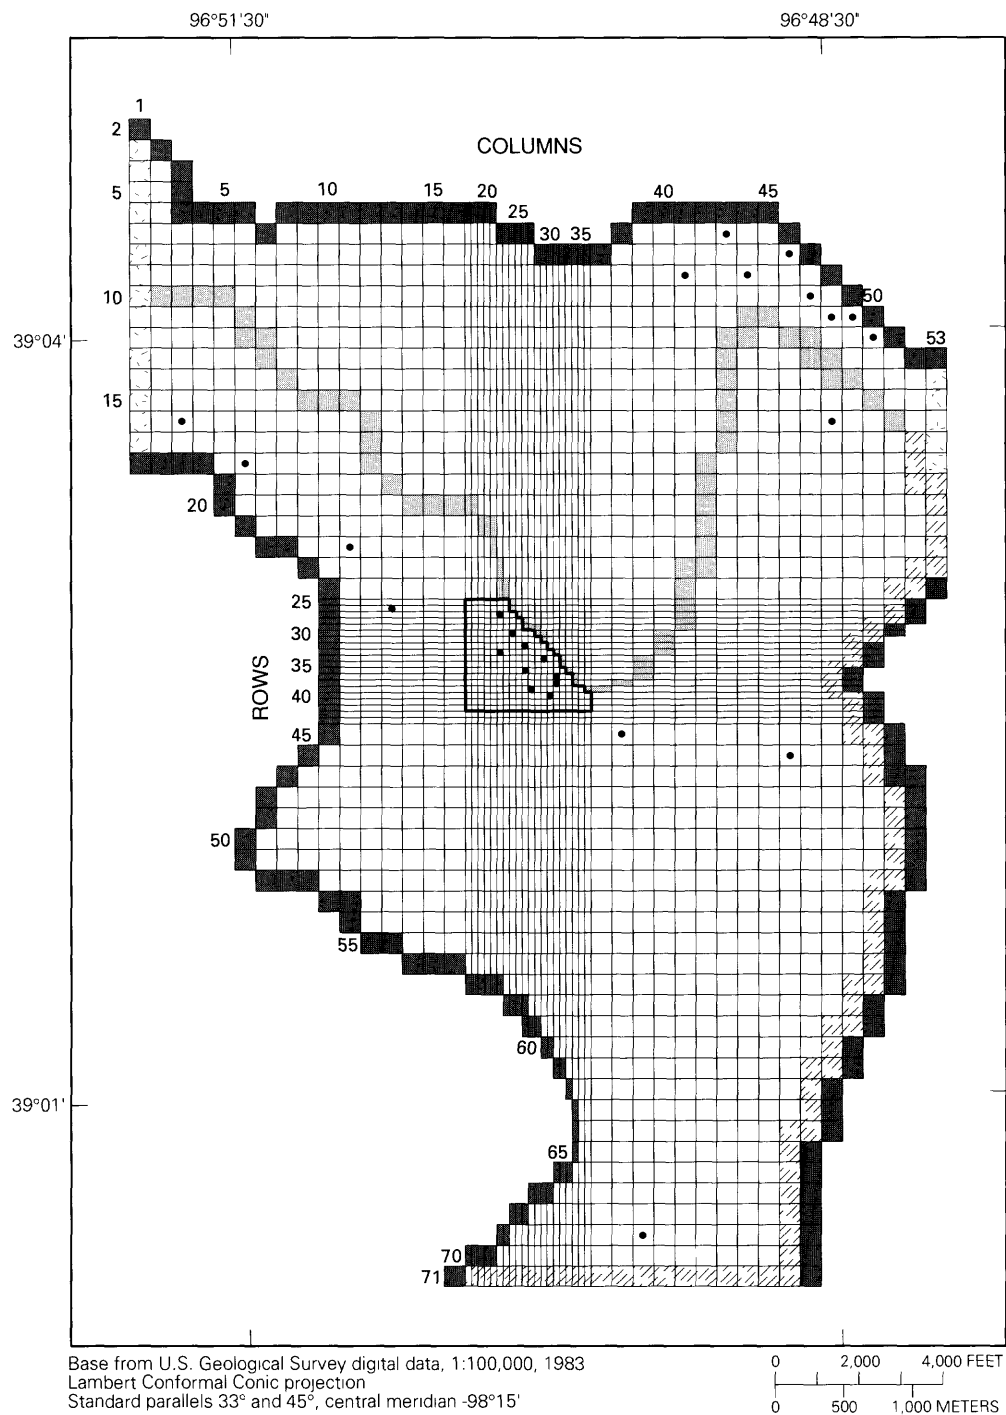 96°51'30" 96°48'30"
1
2
COLUMNS
5 5 10 15 20 40 45
25
30 35
10 50
39°04'
53
15
20
25
30
ROWS
35
40
45
50
55
60
39°01'
65
70
71
Base from U.S. Geological Survey digital data, 1:100,000, 1983
Lambert Conformal Conic projection
Standard parallels 33° and 45°, central meridian -98°15'
0 2,000 4,000 FEET
0 500 1,000 METERS